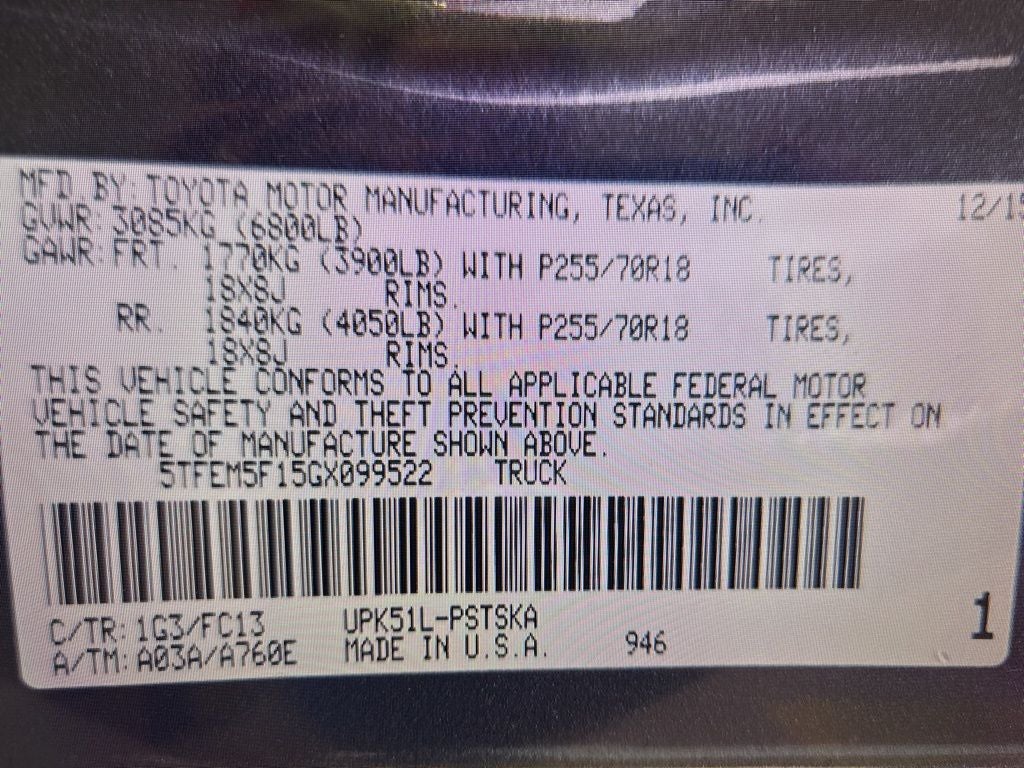 MFD. BY: TOYOTA MOTOR MANUFACTURING, TEXAS, INC. 12/15
GVWR: 3085KG (6800LB)
GAWR: FRT. 1770KG (3900LB) WITH P255/70R18 TIRES,
18X8J RIMS.
RR. 1840KG (4050LB) WITH P255/70R18 TIRES,
18X8J RIMS.
THIS VEHICLE CONFORMS TO ALL APPLICABLE FEDERAL MOTOR
VEHICLE SAFETY AND THEFT PREVENTION STANDARDS IN EFFECT ON
THE DATE OF MANUFACTURE SHOWN ABOVE.
5TFEM5F15GX099522 TRUCK
C/TR: 1G3/FC13 UPK51L-PSTSKA
A/TM: A03A/A760E MADE IN U.S.A. 946 1